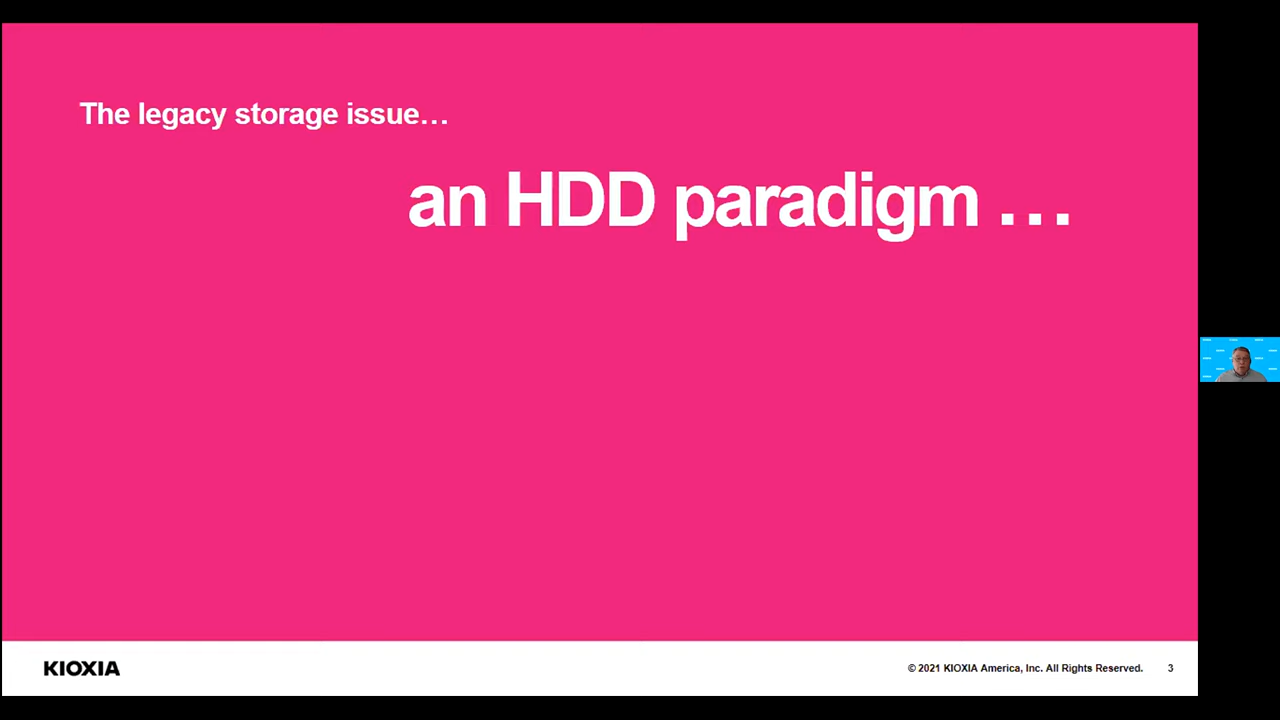 The legacy storage issue…
an HDD paradigm …
KIOXIA
© 2021 KIOXIA America, Inc. All Rights Reserved.
3